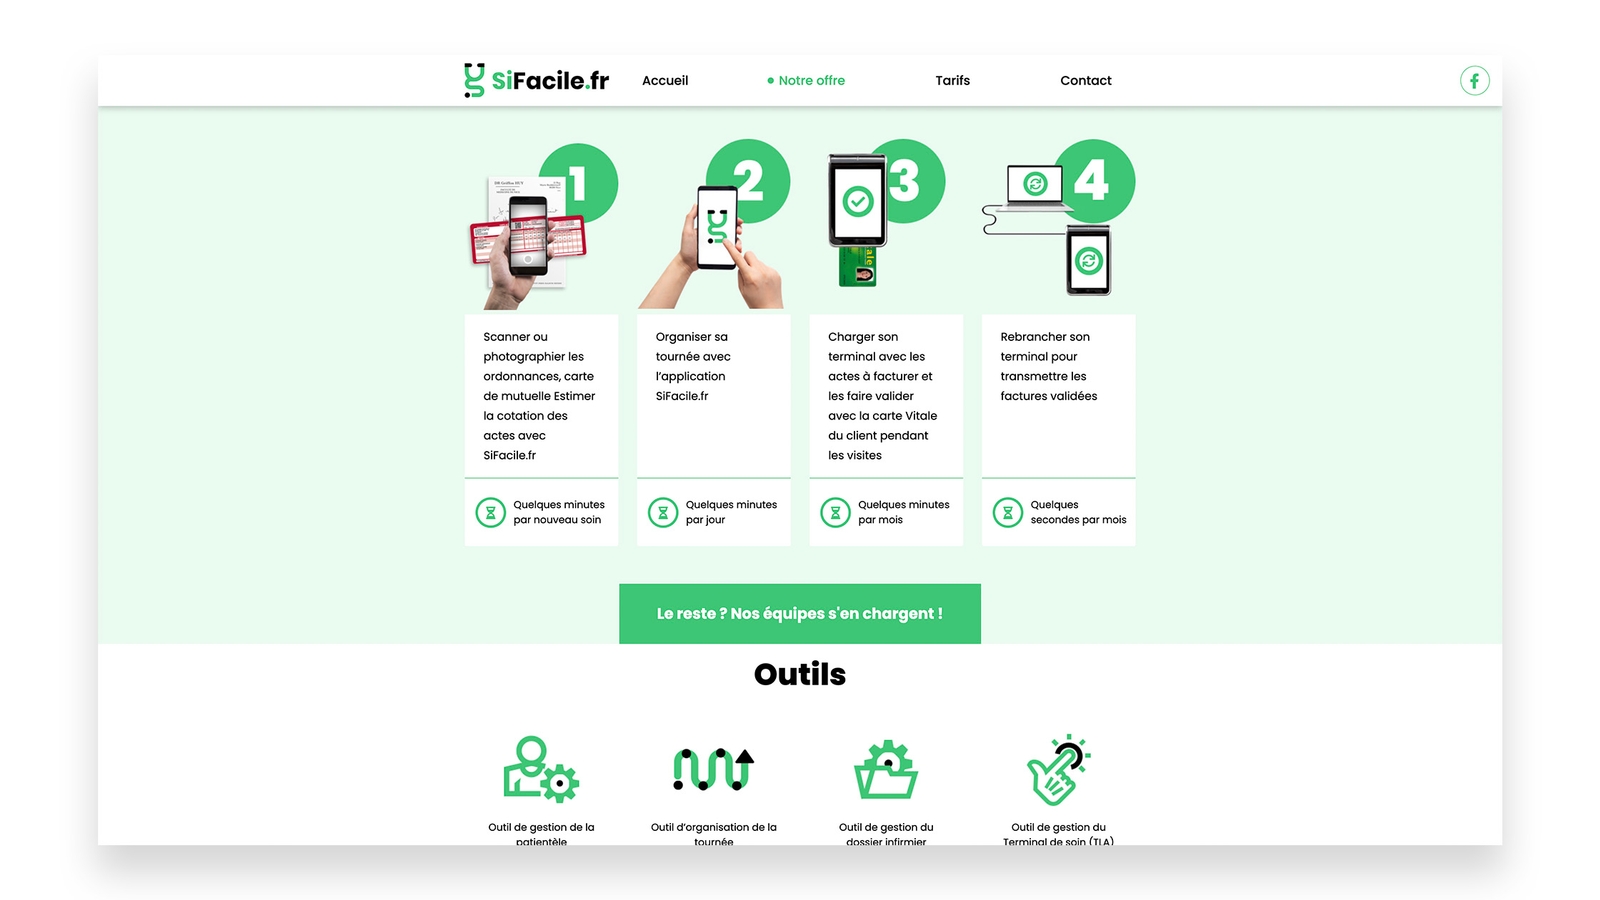 SiFacile.fr
Accueil
Notre offre
Tarifs
Contact
1
2
3
4
Scanner ou
photographier les
ordonnances, carte
de mutuelle Estimer
la cotation des
actes avec
SiFacile.fr
Quelques minutes
par nouveau soin
Organiser sa
tournée avec
l’application
SiFacile.fr
Quelques minutes
par jour
Charger son
terminal avec les
actes à facturer et
les faire valider
avec la carte Vitale
du client pendant
les visites
Quelques minutes
par mois
Rebrancher son
terminal pour
transmettre les
factures validées
Quelques
secondes par mois
Le reste ? Nos équipes s'en chargent !
Outils
Outil de gestion de la
patientèle
Outil d’organisation de la
tournée
Outil de gestion du
dossier infirmier
Outil de gestion du
Terminal de soin (TLA)